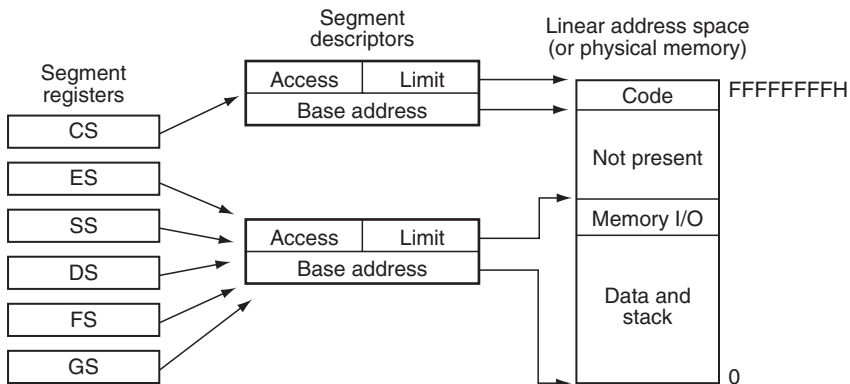 Segment
registers
CS
ES
SS
DS
FS
GS
Segment
descriptors
Access Limit
Base address
Access Limit
Base address
Linear address space
(or physical memory)
Code FFFFFFFFH
Not present
Memory I/O
Data and
stack
0